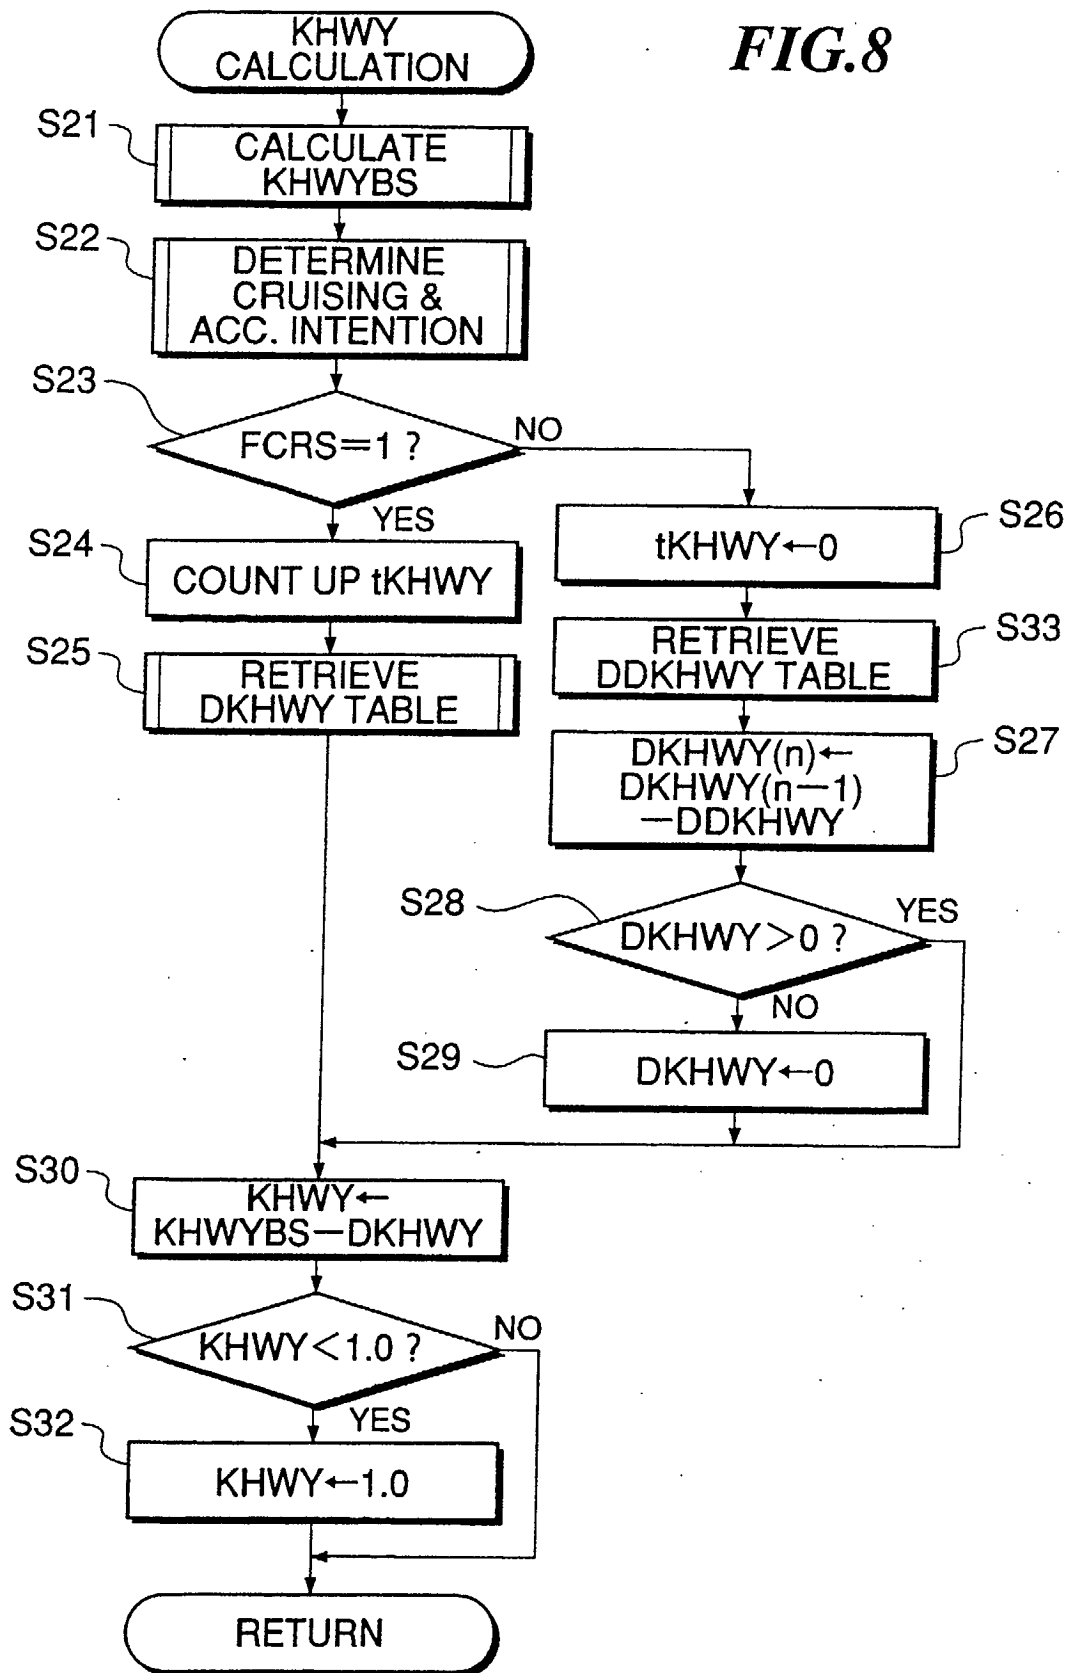 FIG.8
KHWY
CALCULATION
S21
CALCULATE
KHWYBS
S22
DETERMINE
CRUISING &
ACC. INTENTION
S23
FCRS=1 ?
NO
YES
S24
COUNT UP tKHWY
S25
RETRIEVE
DKHWY TABLE
S26
tKHWY←0
S33
RETRIEVE
DDKHWY TABLE
S27
DKHWY(n)←
DKHWY(n−1)
−DDKHWY
S28
DKHWY>0 ?
YES
NO
S29
DKHWY←0
S30
KHWY←
KHWYBS−DKHWY
S31
KHWY<1.0 ?
NO
YES
S32
KHWY←1.0
RETURN